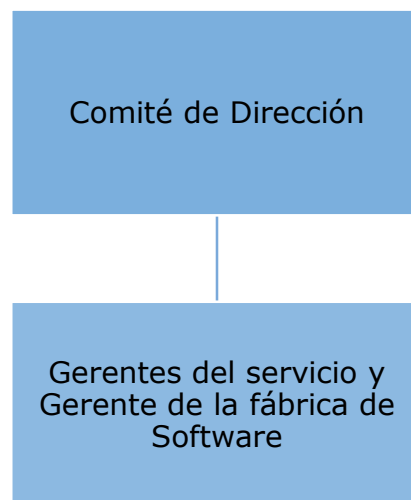 Comité de Dirección
Gerentes del servicio y
Gerente de la fábrica de
Software